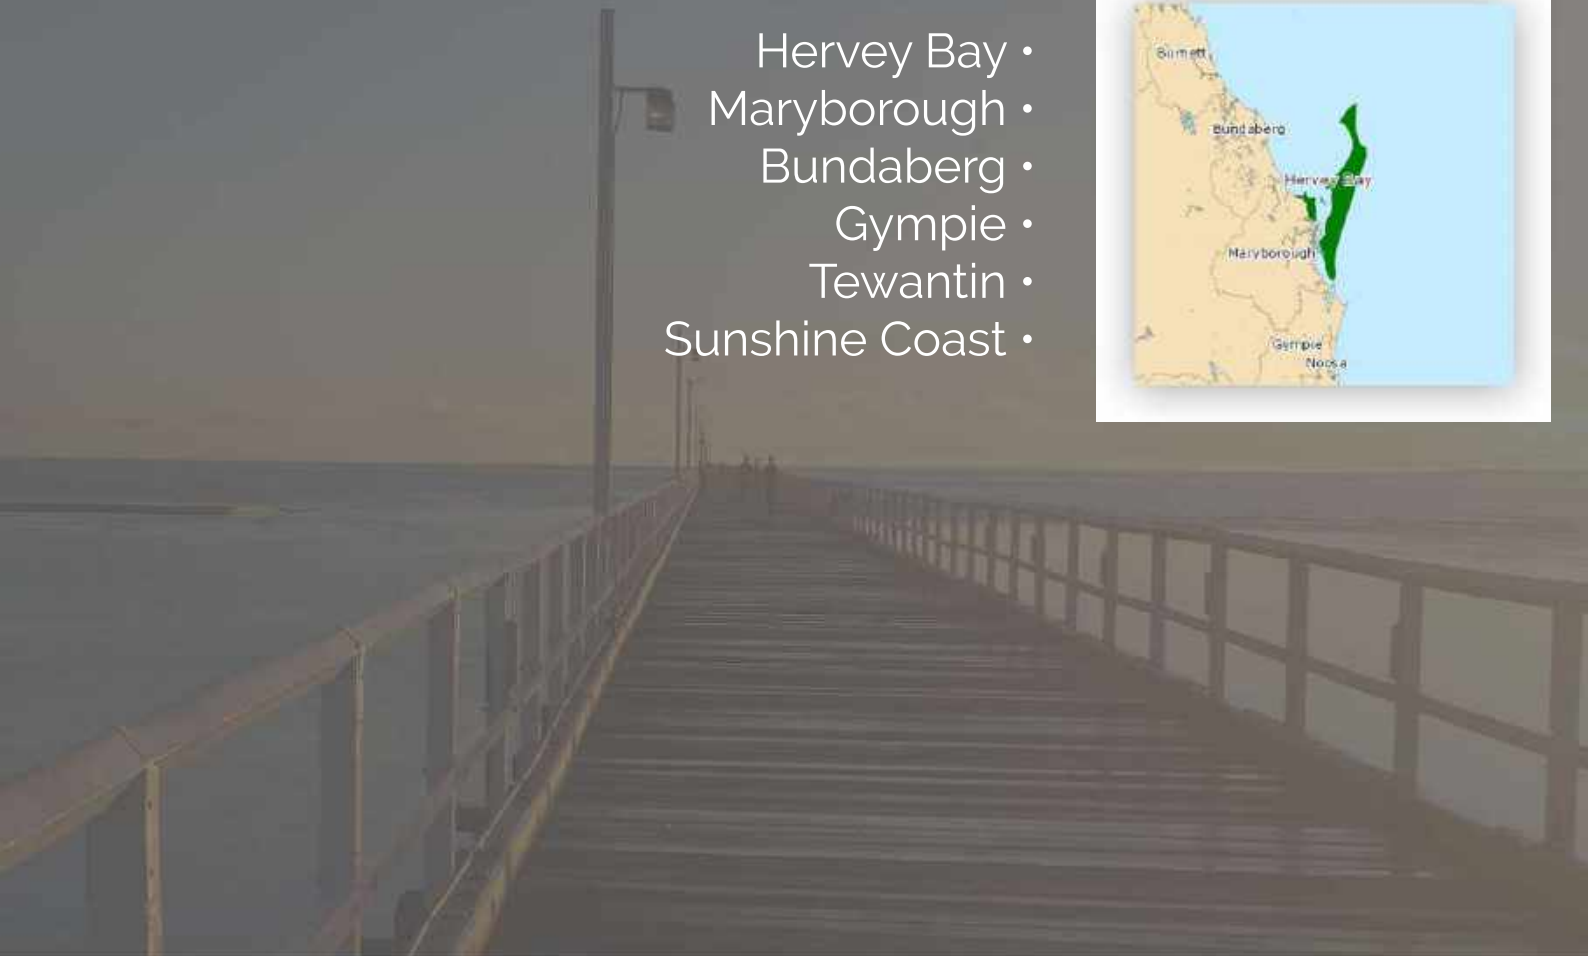 Hervey Bay •
Maryborough •
Bundaberg •
Gympie •
Tewantin •
Sunshine Coast •
Burnett
Bundaberg
Hervey Bay
Maryborough
Gympie
Noosa